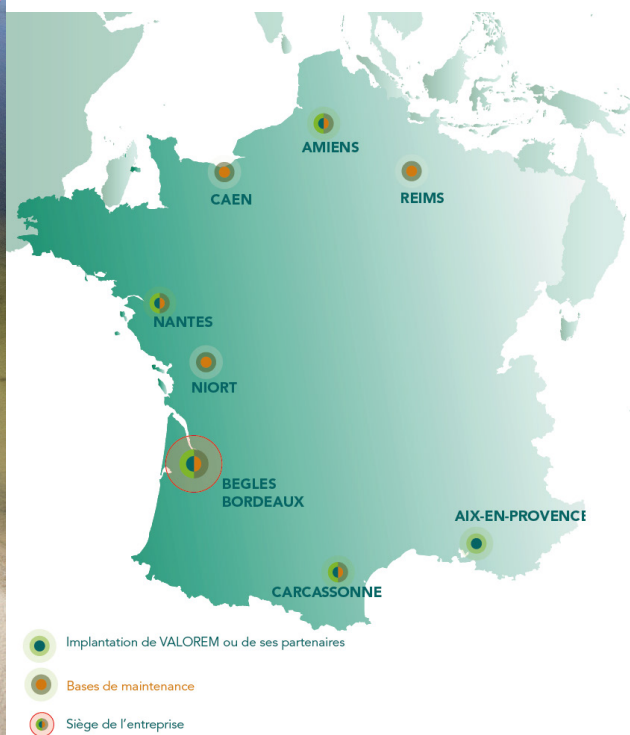 AMIENS
CAEN
REIMS
NANTES
NIORT
BEGLES
BORDEAUX
AIX-EN-PROVENCE
CARCASSONNE
Implantation de VALOREM ou de ses partenaires
Bases de maintenance
Siège de l'entreprise